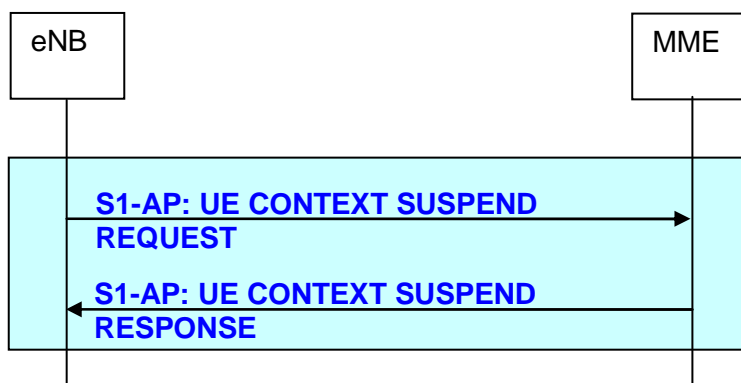 eNB
MME
S1-AP: UE CONTEXT SUSPEND
REQUEST
S1-AP: UE CONTEXT SUSPEND
RESPONSE